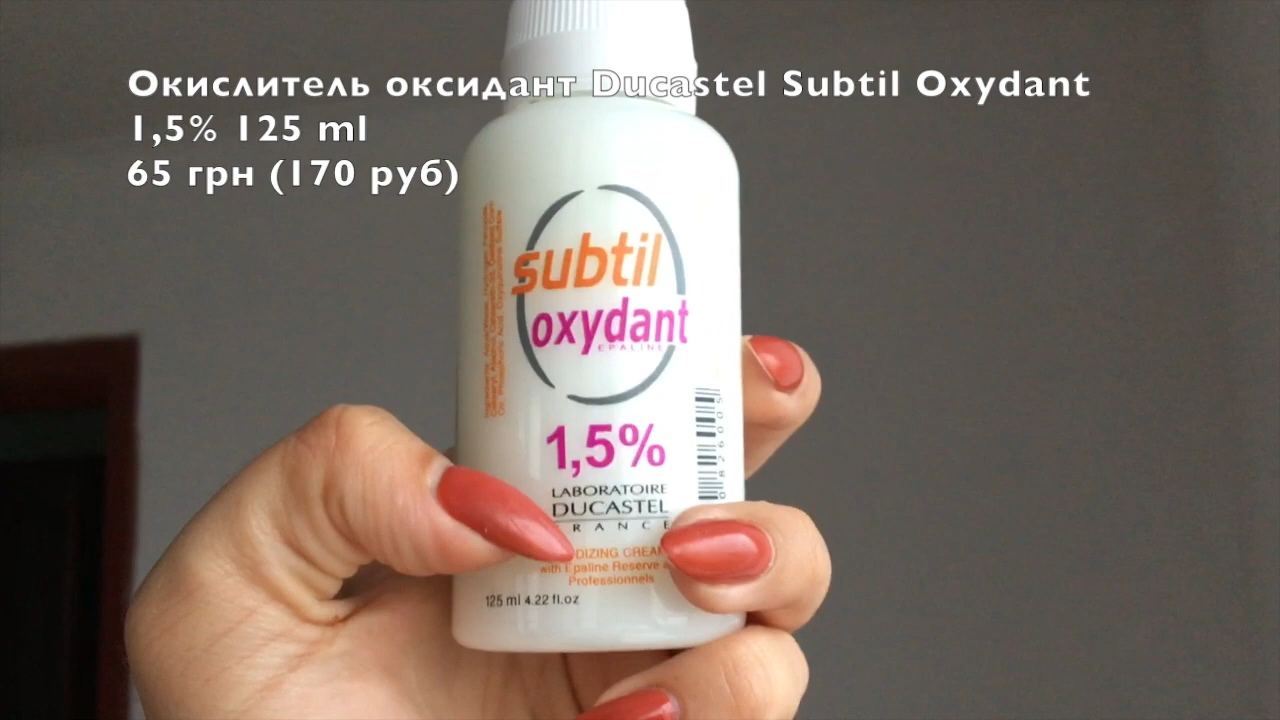 Окислитель оксидант Ducastel Subtil Oxydant
1,5% 125 ml
65 грн (170 руб)
subtil
oxydant
EPALINE
1,5%
LABORATOIRE
DUCASTEL
RANCE
DIZING CREAM
with Epaline Reserve
Professionnels
125 ml 4.22 fl.oz